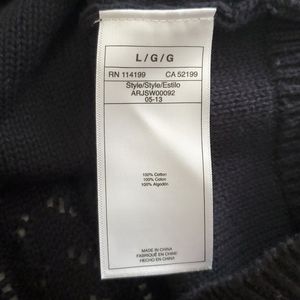 L / G / G
RN 114199 CA 52199
Style/Style/Estilo
ARJSW00092
05-13
100% Cotton
100% Coton
100% Algodón
MADE IN CHINA
FABRIQUÉ EN CHINE
HECHO EN CHINA